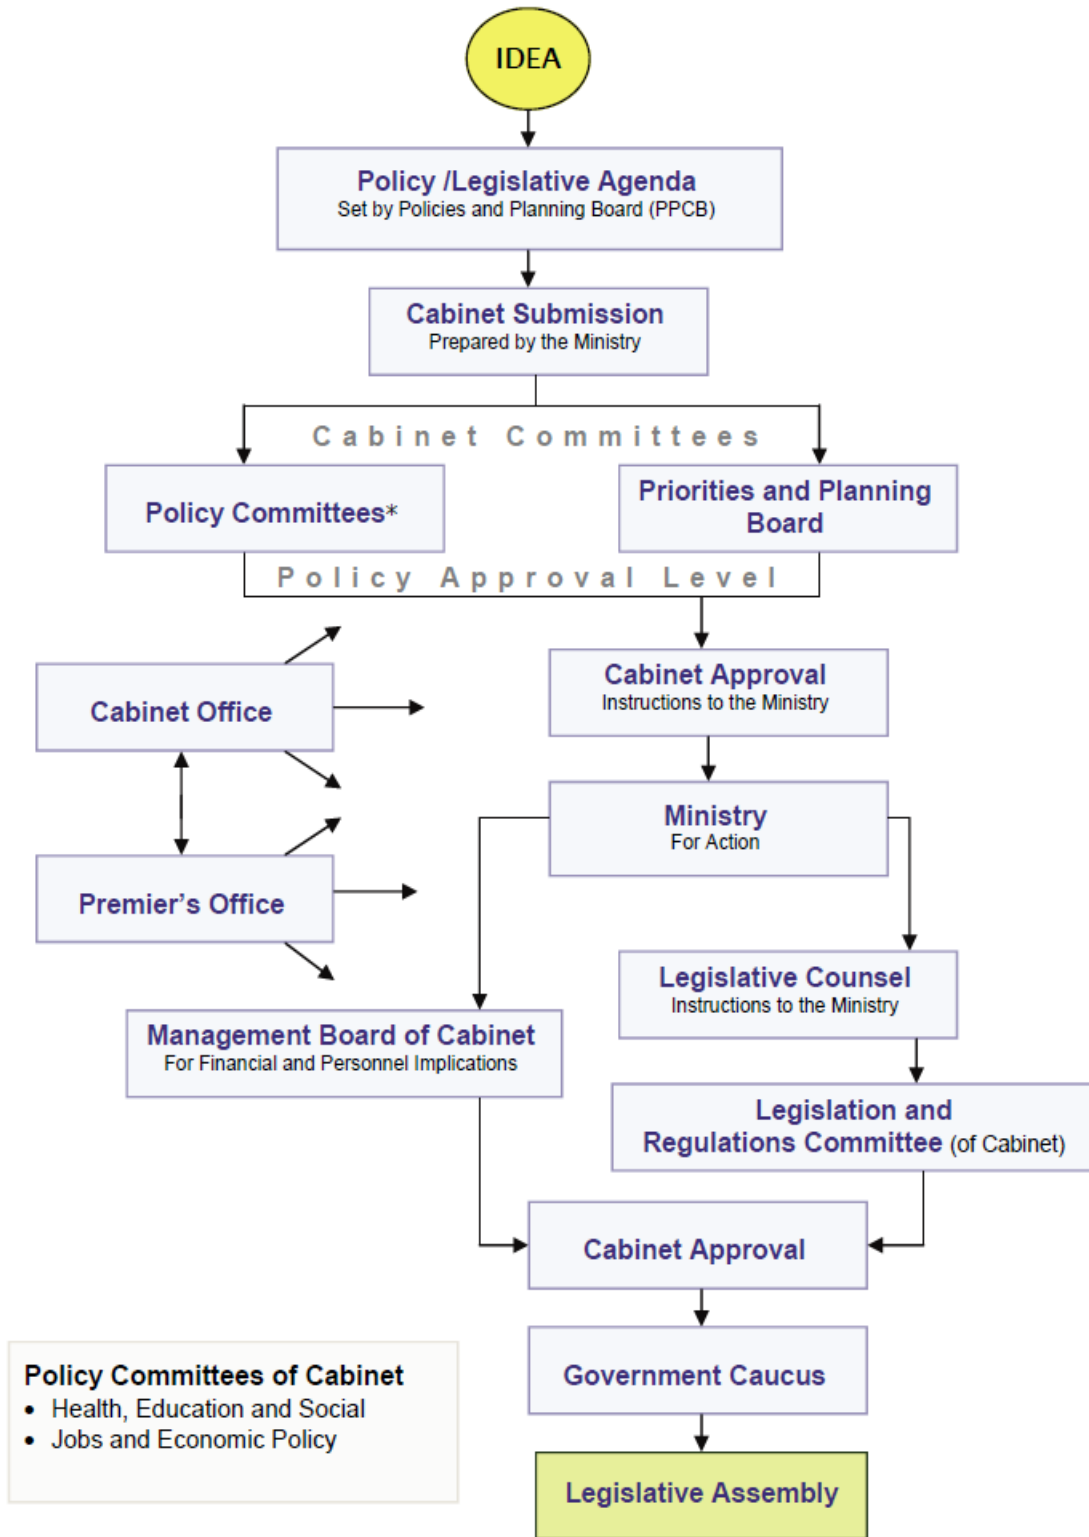 IDEA
Policy /Legislative Agenda
Set by Policies and Planning Board (PPCB)
Cabinet Submission
Prepared by the Ministry
Cabinet Committees
Policy Committees*
Priorities and Planning
Board
Policy Approval Level
Cabinet Approval
Instructions to the Ministry
Cabinet Office
Ministry
For Action
Premier’s Office
Legislative Counsel
Instructions to the Ministry
Management Board of Cabinet
For Financial and Personnel Implications
Legislation and
Regulations Committee (of Cabinet)
Cabinet Approval
Government Caucus
Policy Committees of Cabinet
• Health, Education and Social
• Jobs and Economic Policy
Legislative Assembly